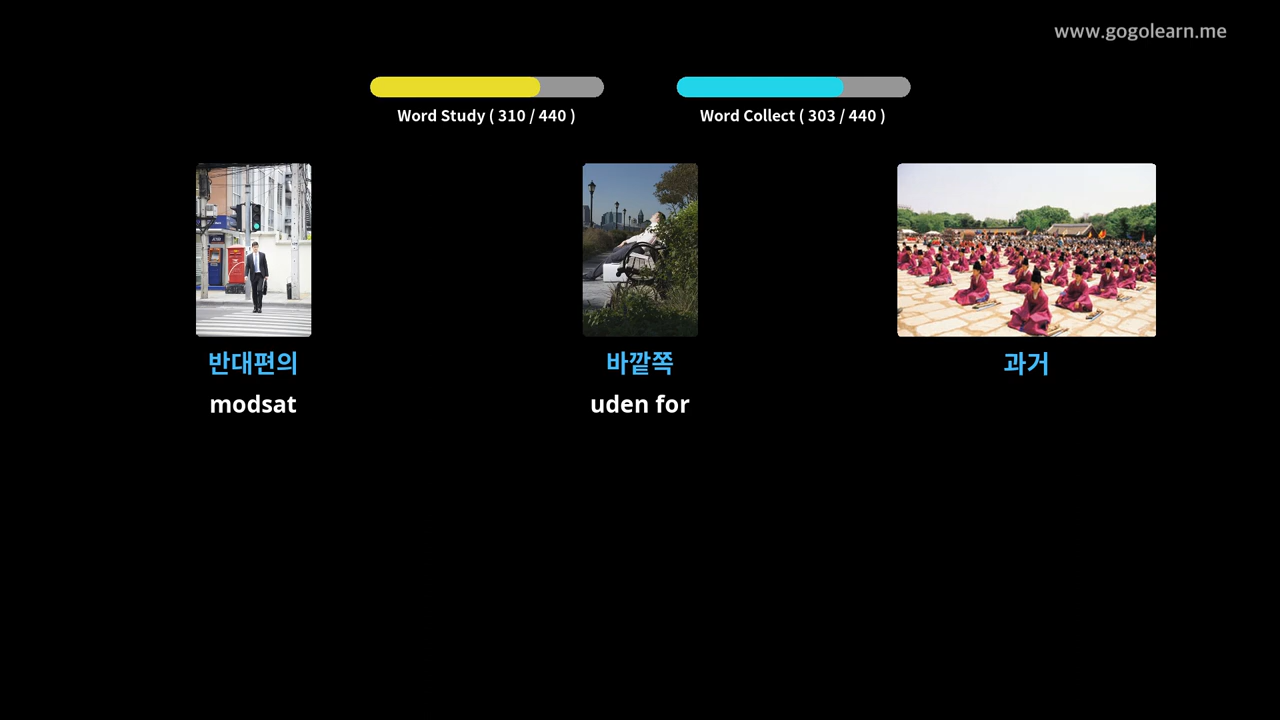 www.gogolearn.me
Word Study ( 310 / 440 )
Word Collect ( 303 / 440 )
반대편의
바깥쪽
과거
modsat
uden for